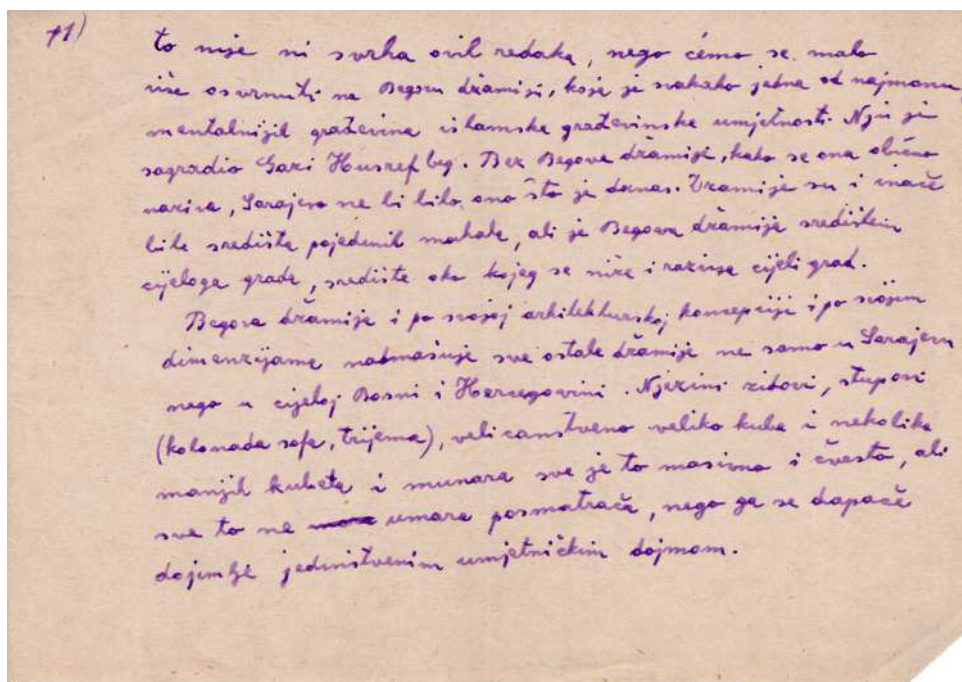 11)
to nije ni svrha ovih redaka, nego ćemo se malo
više osvrnuti na Begovu džamiju, koja je svakako jedna od najmonu
mentalnijih građevina islamske građevinske umjetnosti. Nju je
sagradio Gazi Husref beg. Bez Begove džamije, kako se ona obično
naziva, Sarajevo ne bi bilo ono što je danas. Džamije su i inače
bile središta pojedinih mahala, ali je Begova džamija središtem
cijeloga grada, središte oko kojeg se niže i razvija cijeli grad.
Begova džamija i po svojoj arhitekturskoj koncepciji i po svojim
dimenzijama nadmašuje sve ostale džamije ne samo u Sarajevu
nego u cijeloj Bosni i Hercegovini. Njezini zidovi, stupovi
(kolonada sofa, trijema), veličanstveno veliko kube i nekoliko
manjih kubeta i munara sve je to masivno i čvrsto, ali
sve to ne umara posmatrača, nego ga se dapače
dojmlje jedinstvenim umjetničkim dojmom.